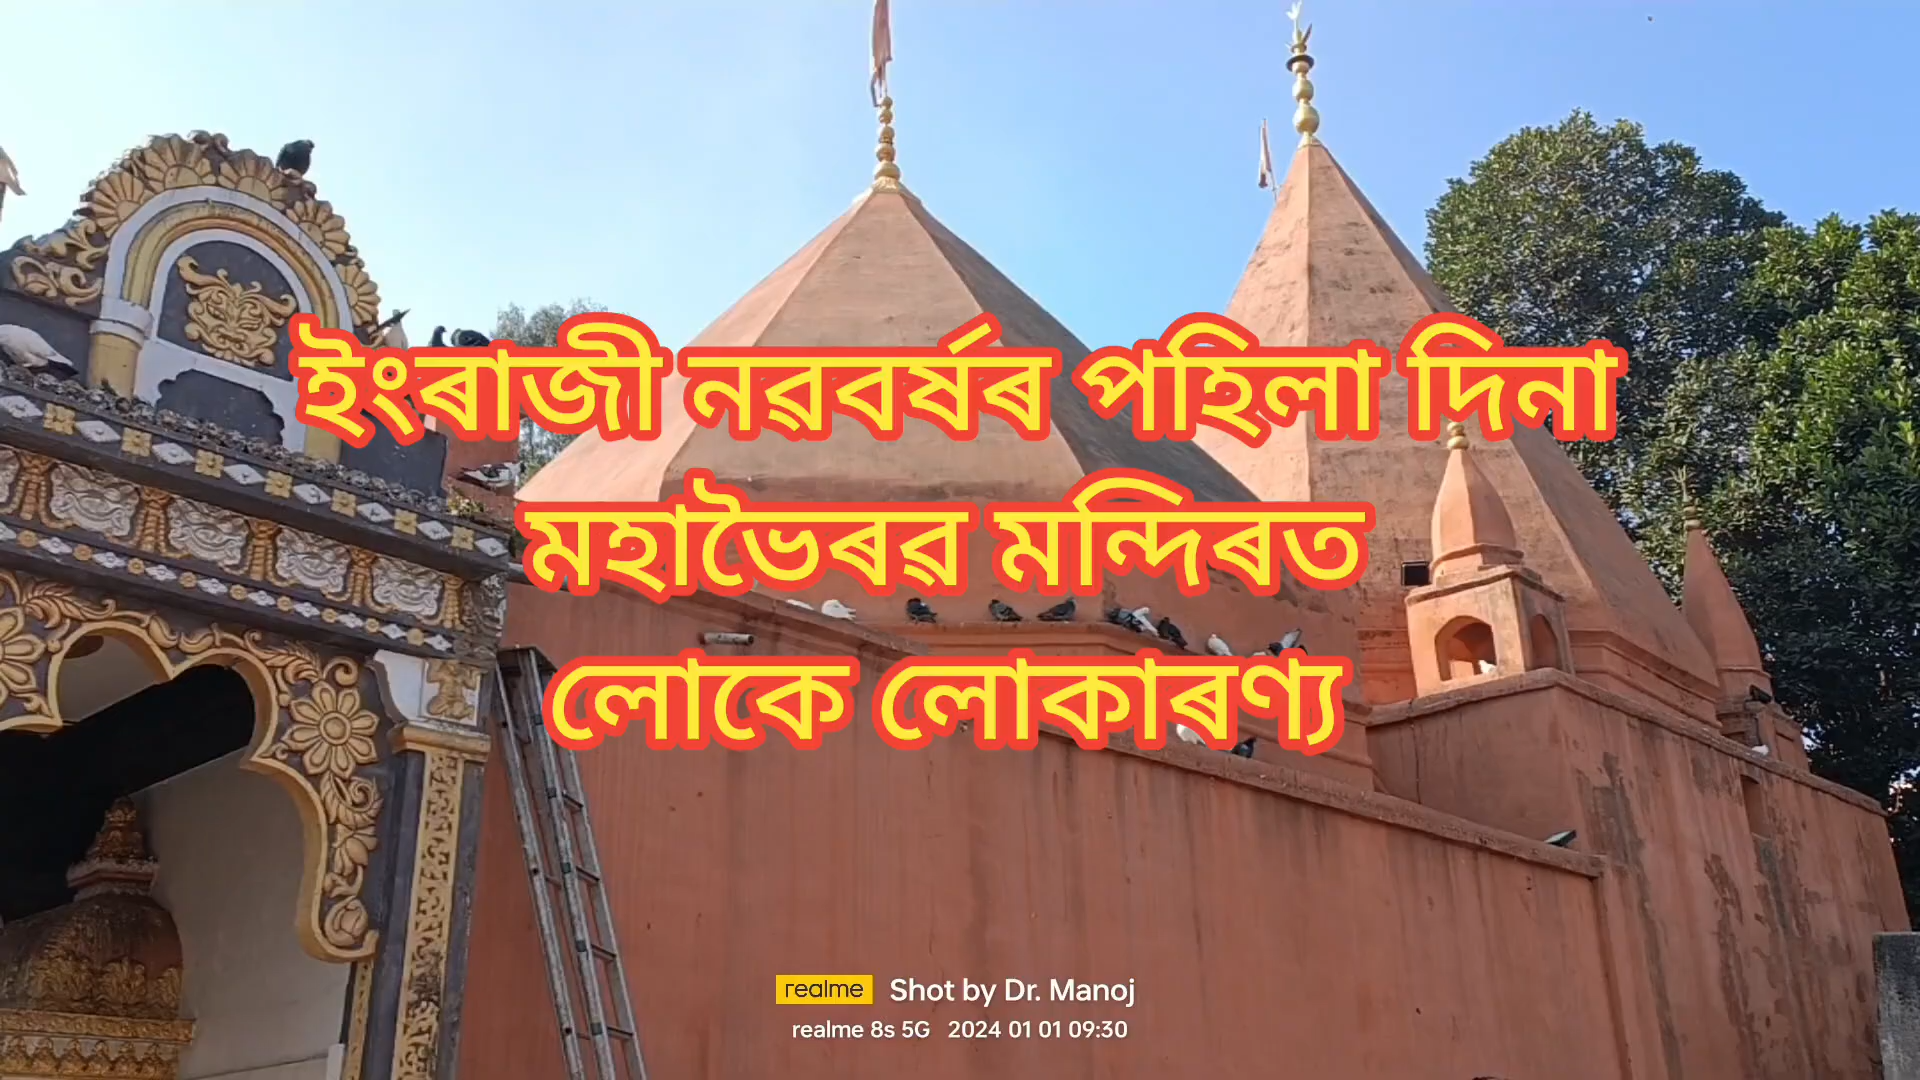 ইংৰাজী নৱবৰ্ষৰ পহিলা দিনা
মহাভৈৰৱ মন্দিৰত
লোকে লোকাৰণ্য
realme Shot by Dr. Manoj
realme 8s 5G 2024 01 01 09:30